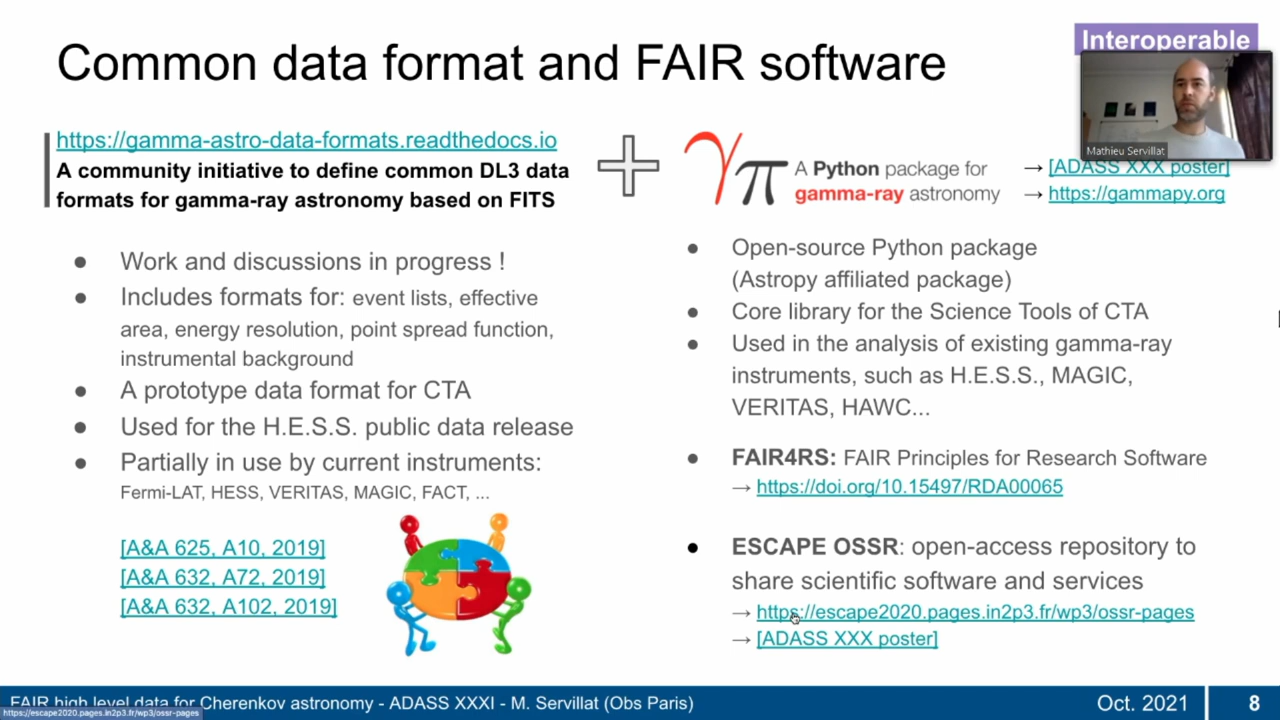 Common data format and FAIR software
Interoperable
Mathieu Servillat
https://gamma-astro-data-formats.readthedocs.io
A community initiative to define common DL3 data
formats for gamma-ray astronomy based on FITS
● Work and discussions in progress !
● Includes formats for: event lists, effective
area, energy resolution, point spread function,
instrumental background
● A prototype data format for CTA
● Used for the H.E.S.S. public data release
● Partially in use by current instruments:
Fermi-LAT, HESS, VERITAS, MAGIC, FACT, ...
[A&A 625, A10, 2019]
[A&A 632, A72, 2019]
[A&A 632, A102, 2019]
γπ
A Python package for
gamma-ray astronomy
→ [ADASS XXX poster]
→ https://gammapy.org
● Open-source Python package
(Astropy affiliated package)
● Core library for the Science Tools of CTA
● Used in the analysis of existing gamma-ray
instruments, such as H.E.S.S., MAGIC,
VERITAS, HAWC...
● FAIR4RS: FAIR Principles for Research Software
→ https://doi.org/10.15497/RDA00065
● ESCAPE OSSR: open-access repository to
share scientific software and services
→ https://escape2020.pages.in2p3.fr/wp3/ossr-pages
→ [ADASS XXX poster]
FAIR high level data for Cherenkov astronomy - ADASS XXXI - M. Servillat (Obs Paris)
Oct. 2021
8
https://escape2020.pages.in2p3.fr/wp3/ossr-pages